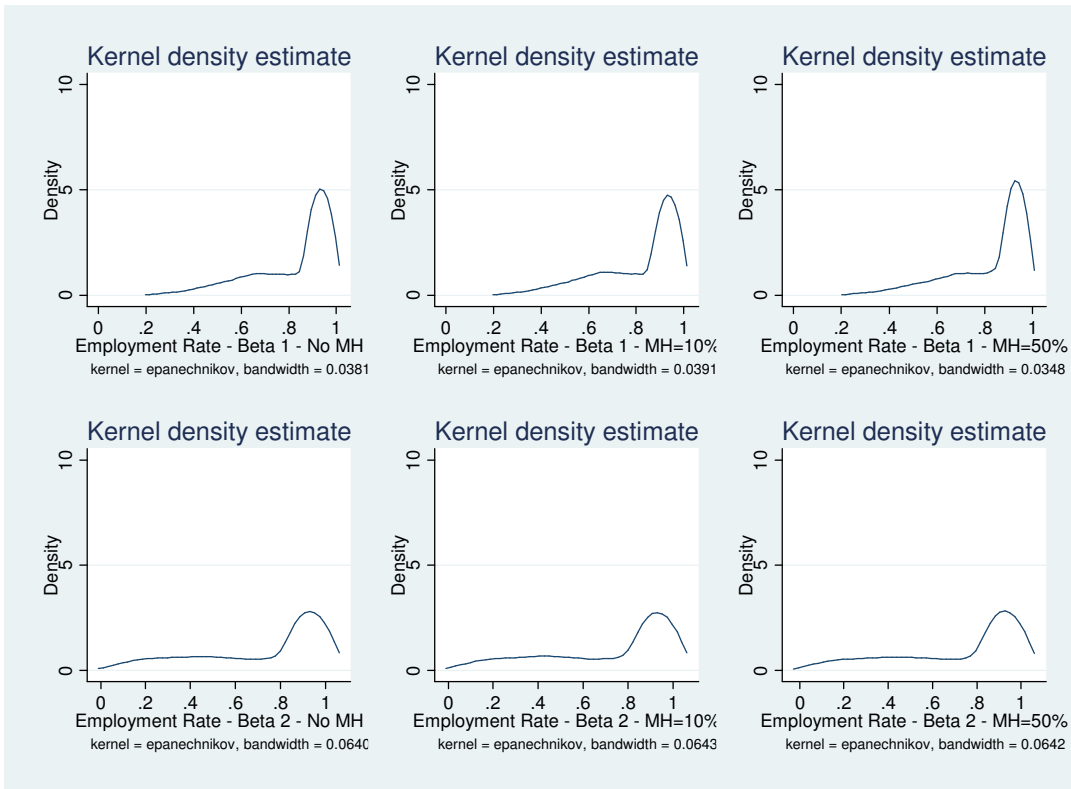 Kernel density estimate
10
5
0
Density
0 .2 .4 .6 .8 1
Employment Rate - Beta 1 - No MH
kernel = epanechnikov, bandwidth = 0.0381
Kernel density estimate
10
5
0
Density
0 .2 .4 .6 .8 1
Employment Rate - Beta 1 - MH=10%
kernel = epanechnikov, bandwidth = 0.0391
Kernel density estimate
10
5
0
Density
0 .2 .4 .6 .8 1
Employment Rate - Beta 1 - MH=50%
kernel = epanechnikov, bandwidth = 0.0348
Kernel density estimate
10
5
0
Density
0 .2 .4 .6 .8 1
Employment Rate - Beta 2 - No MH
kernel = epanechnikov, bandwidth = 0.0640
Kernel density estimate
10
5
0
Density
0 .2 .4 .6 .8 1
Employment Rate - Beta 2 - MH=10%
kernel = epanechnikov, bandwidth = 0.0643
Kernel density estimate
10
5
0
Density
0 .2 .4 .6 .8 1
Employment Rate - Beta 2 - MH=50%
kernel = epanechnikov, bandwidth = 0.0642